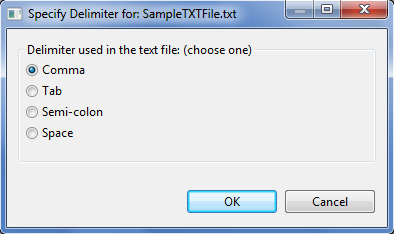 Specify Delimiter for: SampleTXTFile.txt
Delimiter used in the text file: (choose one)
Comma
Tab
Semi-colon
Space
OK
Cancel